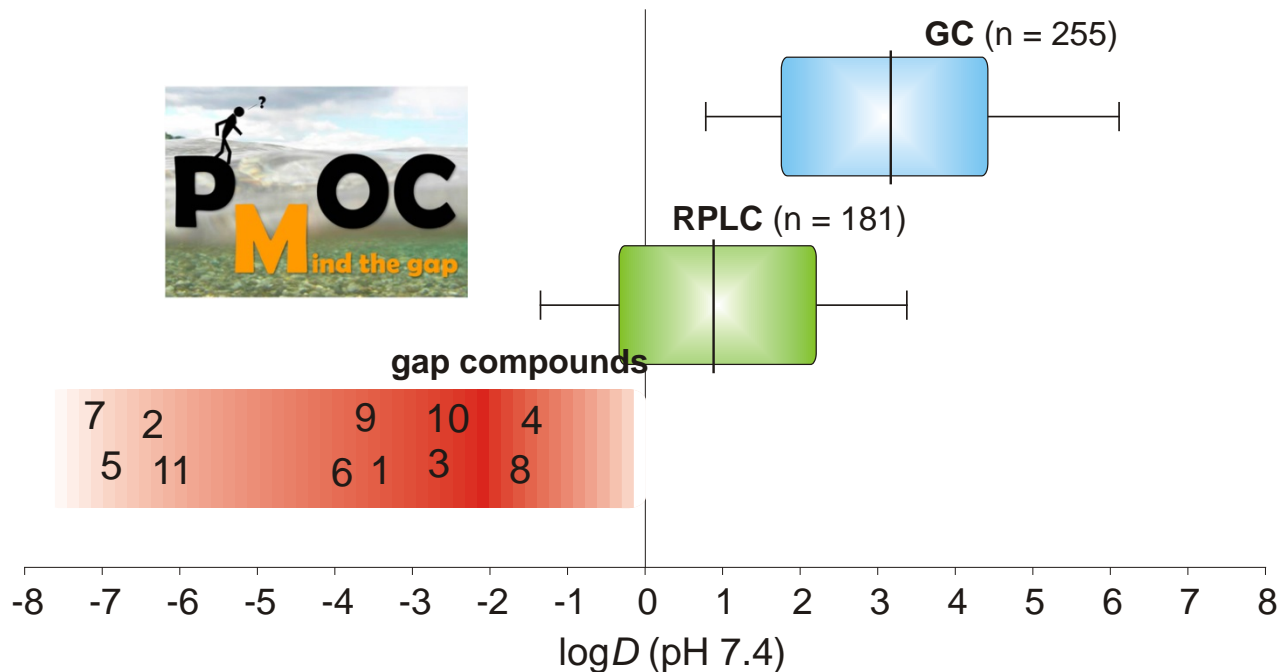 GC (n = 255)
?
PMOC
Mind the gap
RPLC (n = 181)
gap compounds
7 2 9 10 4
5 11 6 1 3 8
-8 -7 -6 -5 -4 -3 -2 -1 0 1 2 3 4 5 6 7 8
logD (pH 7.4)